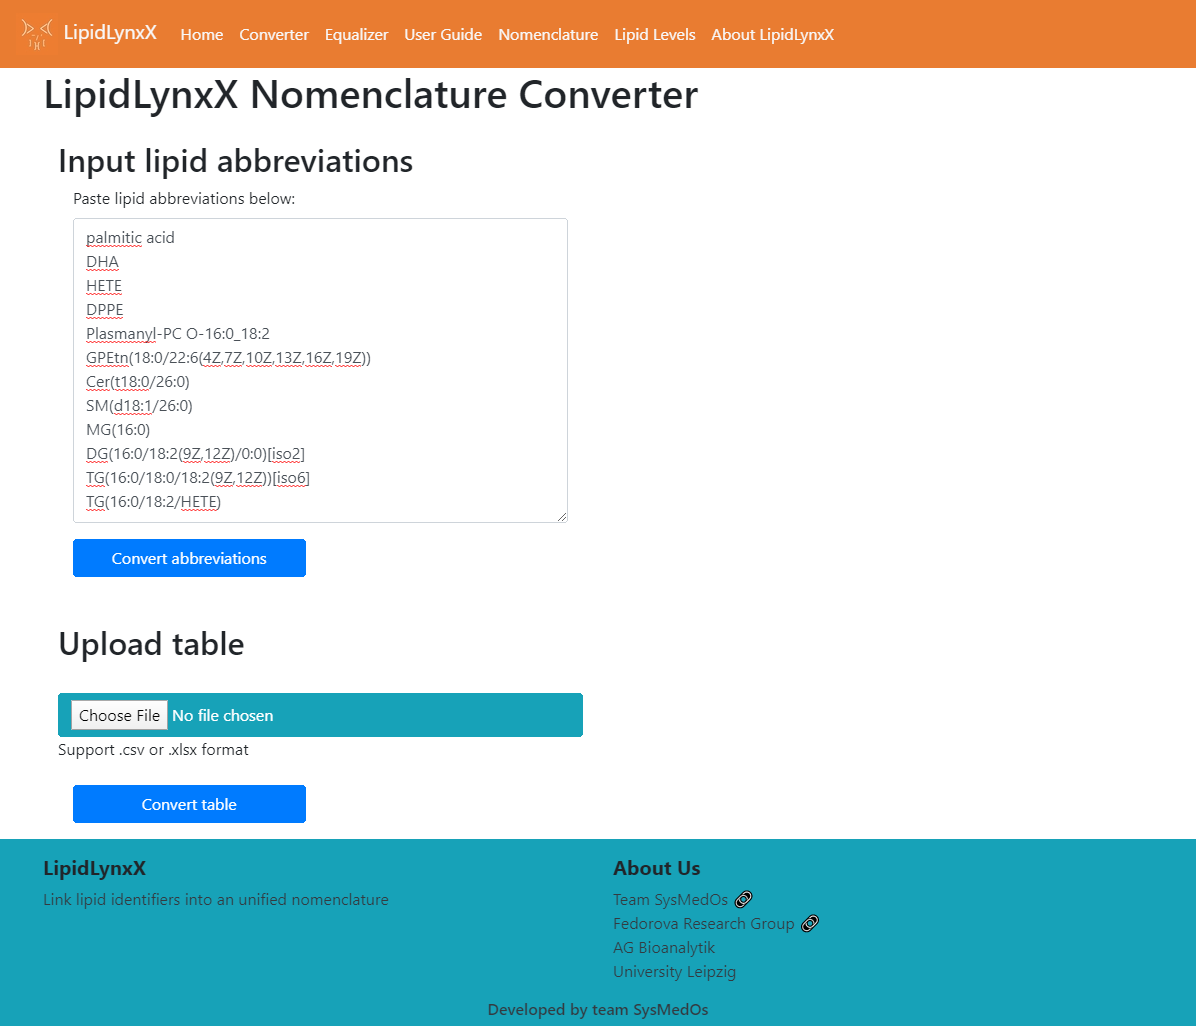 LipidLynxX Home Converter Equalizer User Guide Nomenclature Lipid Levels About LipidLynxX
LipidLynxX Nomenclature Converter
Input lipid abbreviations
Paste lipid abbreviations below:
palmitic acid
DHA
HETE
DPPE
Plasmanyl-PC O-16:0_18:2
GPEtn(18:0/22:6(4Z,7Z,10Z,13Z,16Z,19Z))
Cer(t18:0/26:0)
SM(d18:1/26:0)
MG(16:0)
DG(16:0/18:2(9Z,12Z)/0:0)[iso2]
TG(16:0/18:0/18:2(9Z,12Z))[iso6]
TG(16:0/18:2/HETE)
Convert abbreviations
Upload table
Choose File No file chosen
Support .csv or .xlsx format
Convert table
LipidLynxX
Link lipid identifiers into an unified nomenclature
About Us
Team SysMedOs
Fedorova Research Group
AG Bioanalytik
University Leipzig
Developed by team SysMedOs